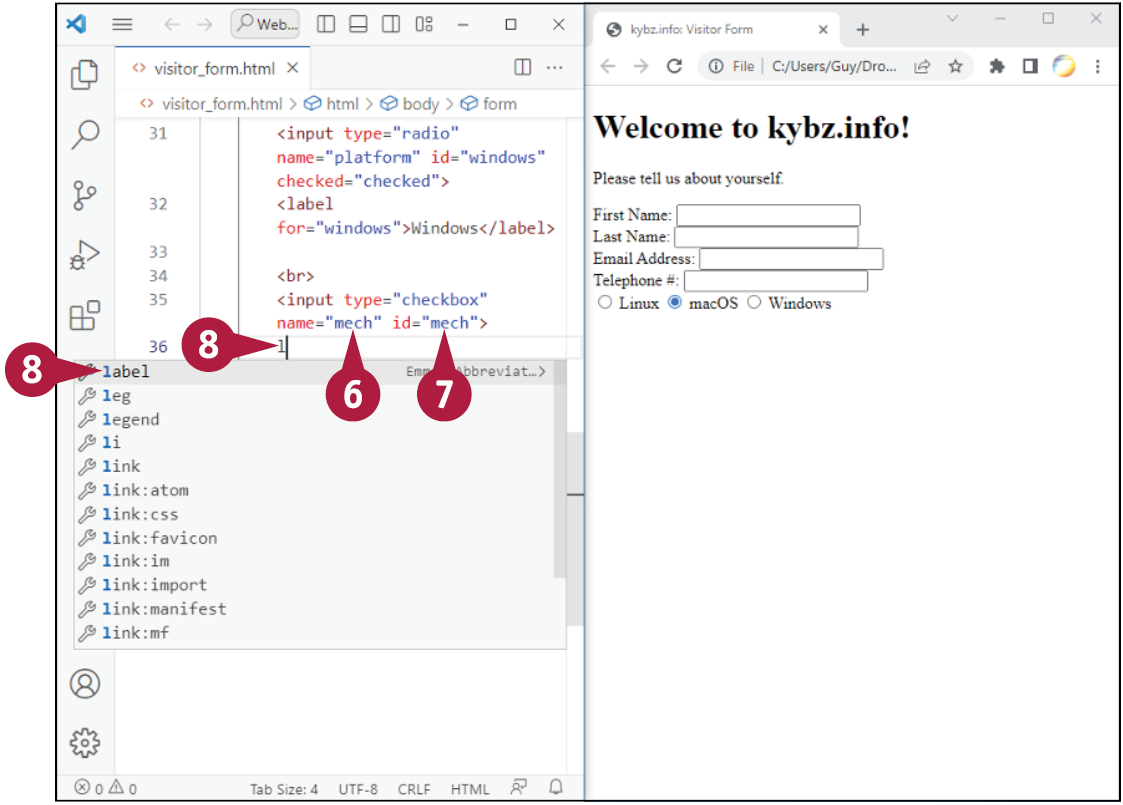 Web...
visitor_form.html
visitor_form.html > html > body > form
31 <input type="radio"
name="platform" id="windows"
checked="checked">
32 <label
for="windows">Windows</label>
33
34 <br>
35 <input type="checkbox"
name="mech" id="mech">
36 l
8
8
6
7
label
leg
legend
li
link
link:atom
link:css
link:favicon
link:im
link:import
link:manifest
link:mf
0 0 Tab Size: 4 UTF-8 CRLF HTML
kybz.info: Visitor Form
File C:/Users/Guy/Dro...
Welcome to kybz.info!
Please tell us about yourself.
First Name:
Last Name:
Email Address:
Telephone #:
Linux macOS Windows